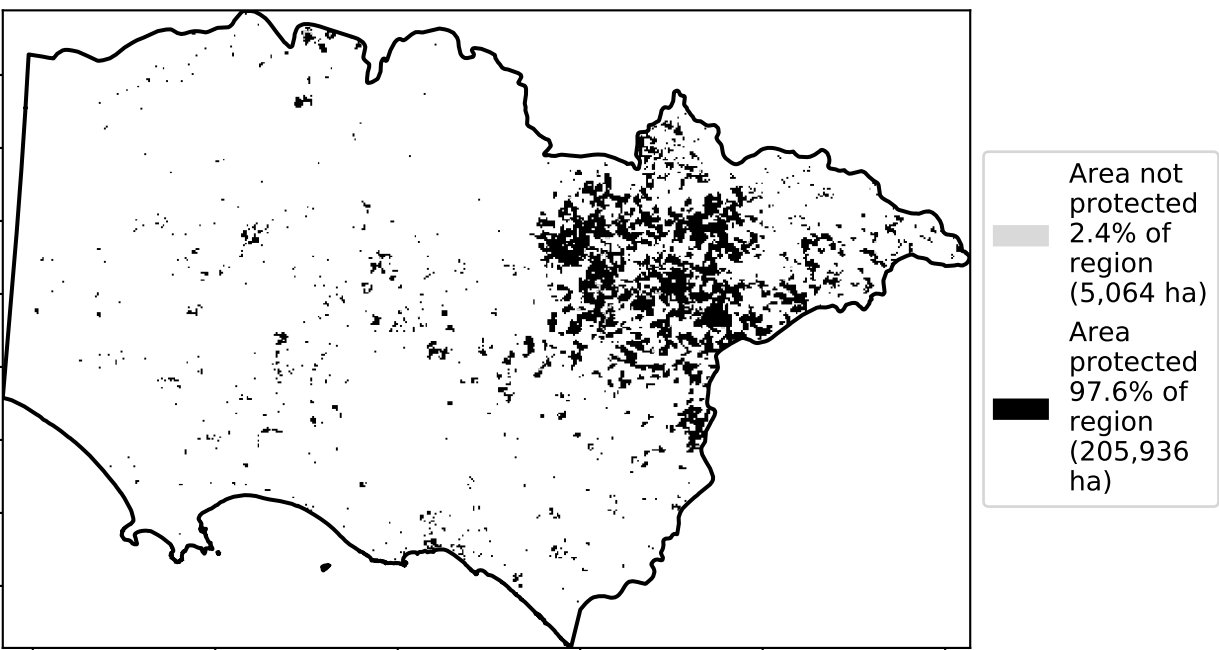 Area not
protected
2.4% of
region
(5,064 ha)
Area
protected
97.6% of
region
(205,936
ha)